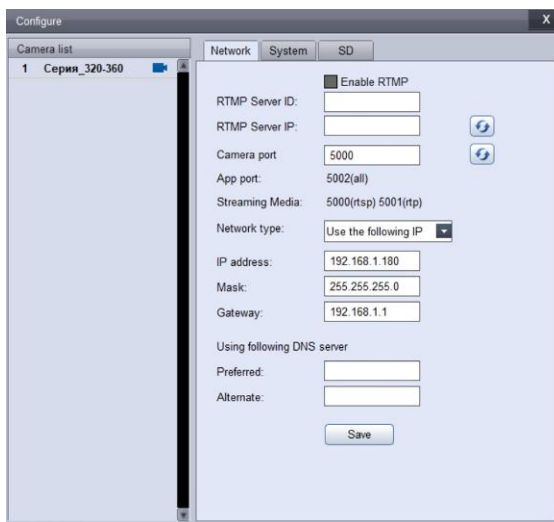 Configure X
Camera list
1 Серия_320-360
Network System SD
Enable RTMP
RTMP Server ID:
RTMP Server IP:
Camera port 5000
App port: 5002(all)
Streaming Media: 5000(rtsp) 5001(rtp)
Network type: Use the following IP
IP address: 192.168.1.180
Mask: 255.255.255.0
Gateway: 192.168.1.1
Using following DNS server
Preferred:
Alternate:
Save